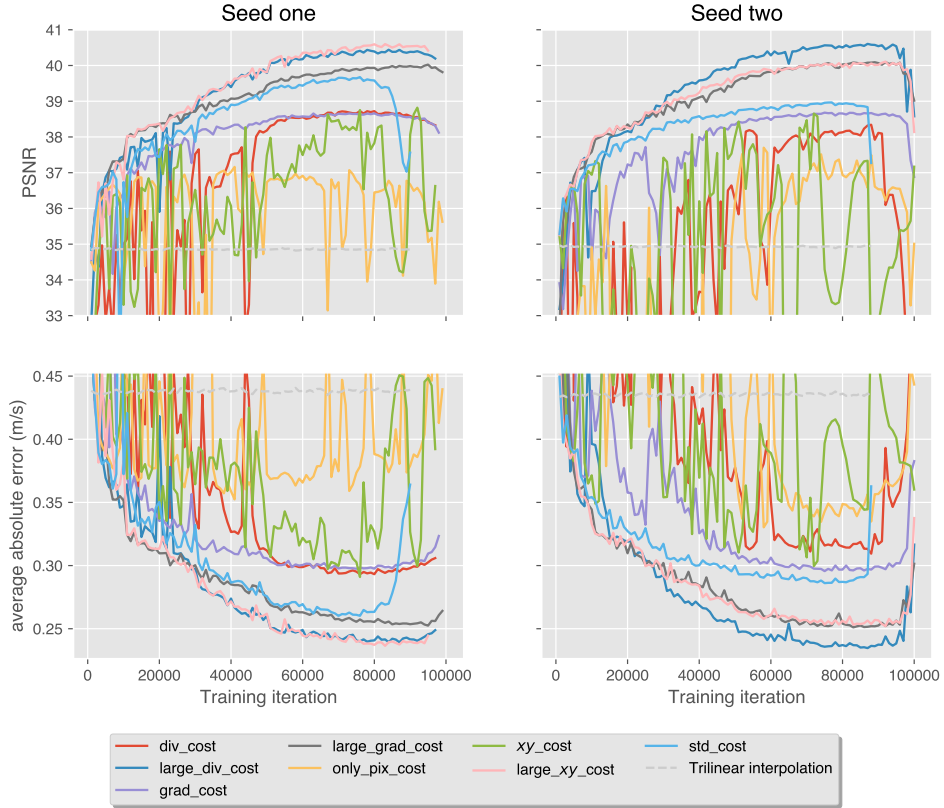 Seed one
Seed two
PSNR
41
40
39
38
37
36
35
34
33
average absolute error (m/s)
0.45
0.40
0.35
0.30
0.25
0 20000 40000 60000 80000 100000
0 20000 40000 60000 80000 100000
Training iteration
Training iteration
div_cost
large_div_cost
grad_cost
large_grad_cost
only_pix_cost
xy_cost
large_xy_cost
std_cost
Trilinear interpolation